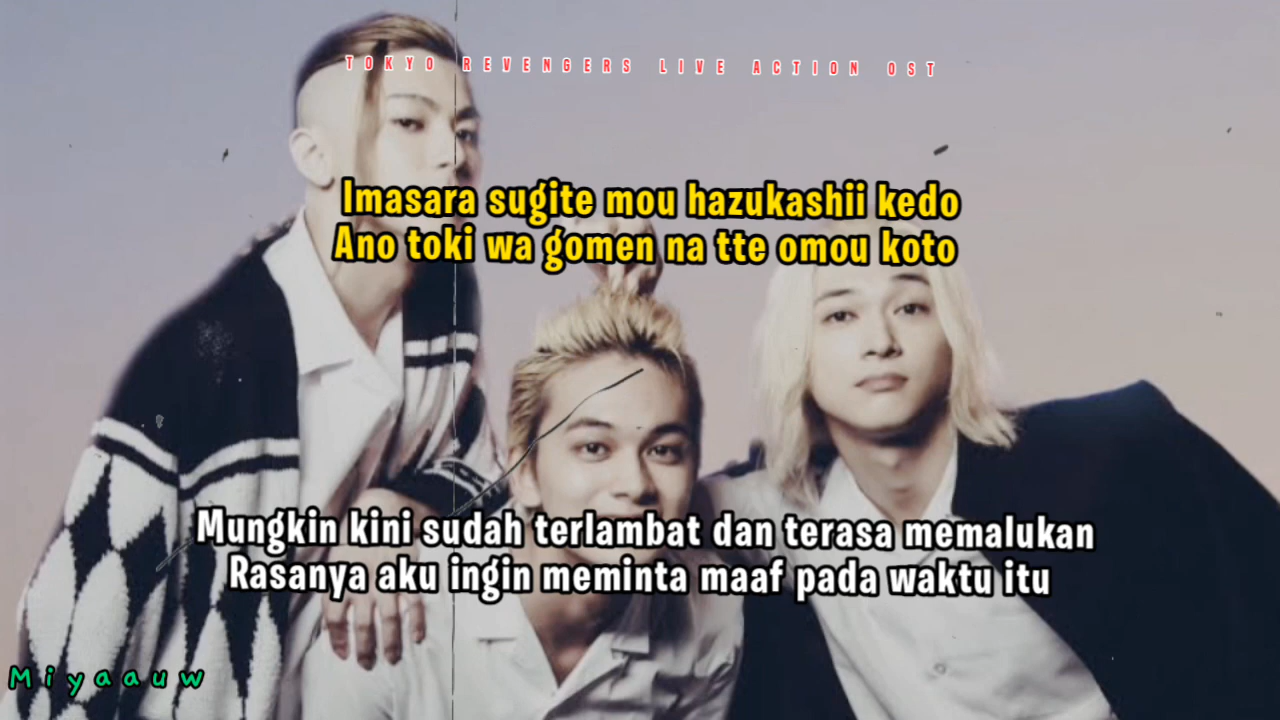 TOKYO REVENGERS LIVE ACTION OST
Imasara sugite mou hazukashii kedo
Ano toki wa gomen na tte omou koto
Mungkin kini sudah terlambat dan terasa memalukan
Rasanya aku ingin meminta maaf pada waktu itu
Miyaauw